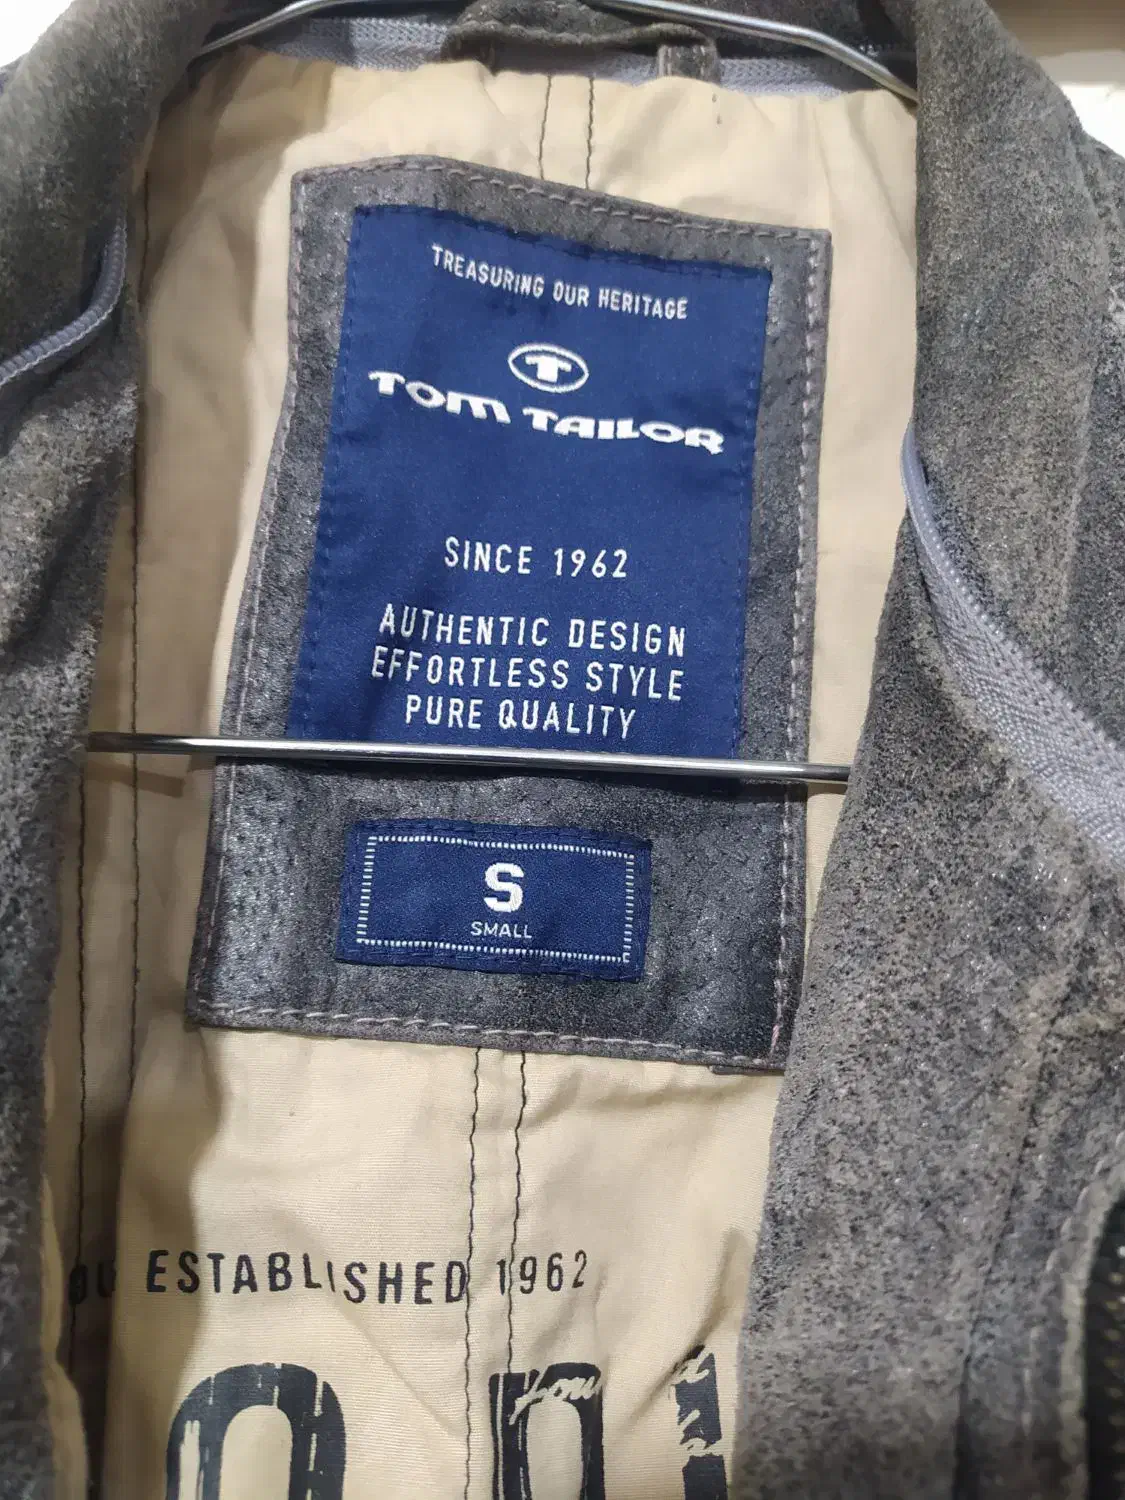 TREASURING OUR HERITAGE
T
TOM TAILOR
SINCE 1962
AUTHENTIC DESIGN
EFFORTLESS STYLE
PURE QUALITY
S
SMALL
ESTABLISHED 1962